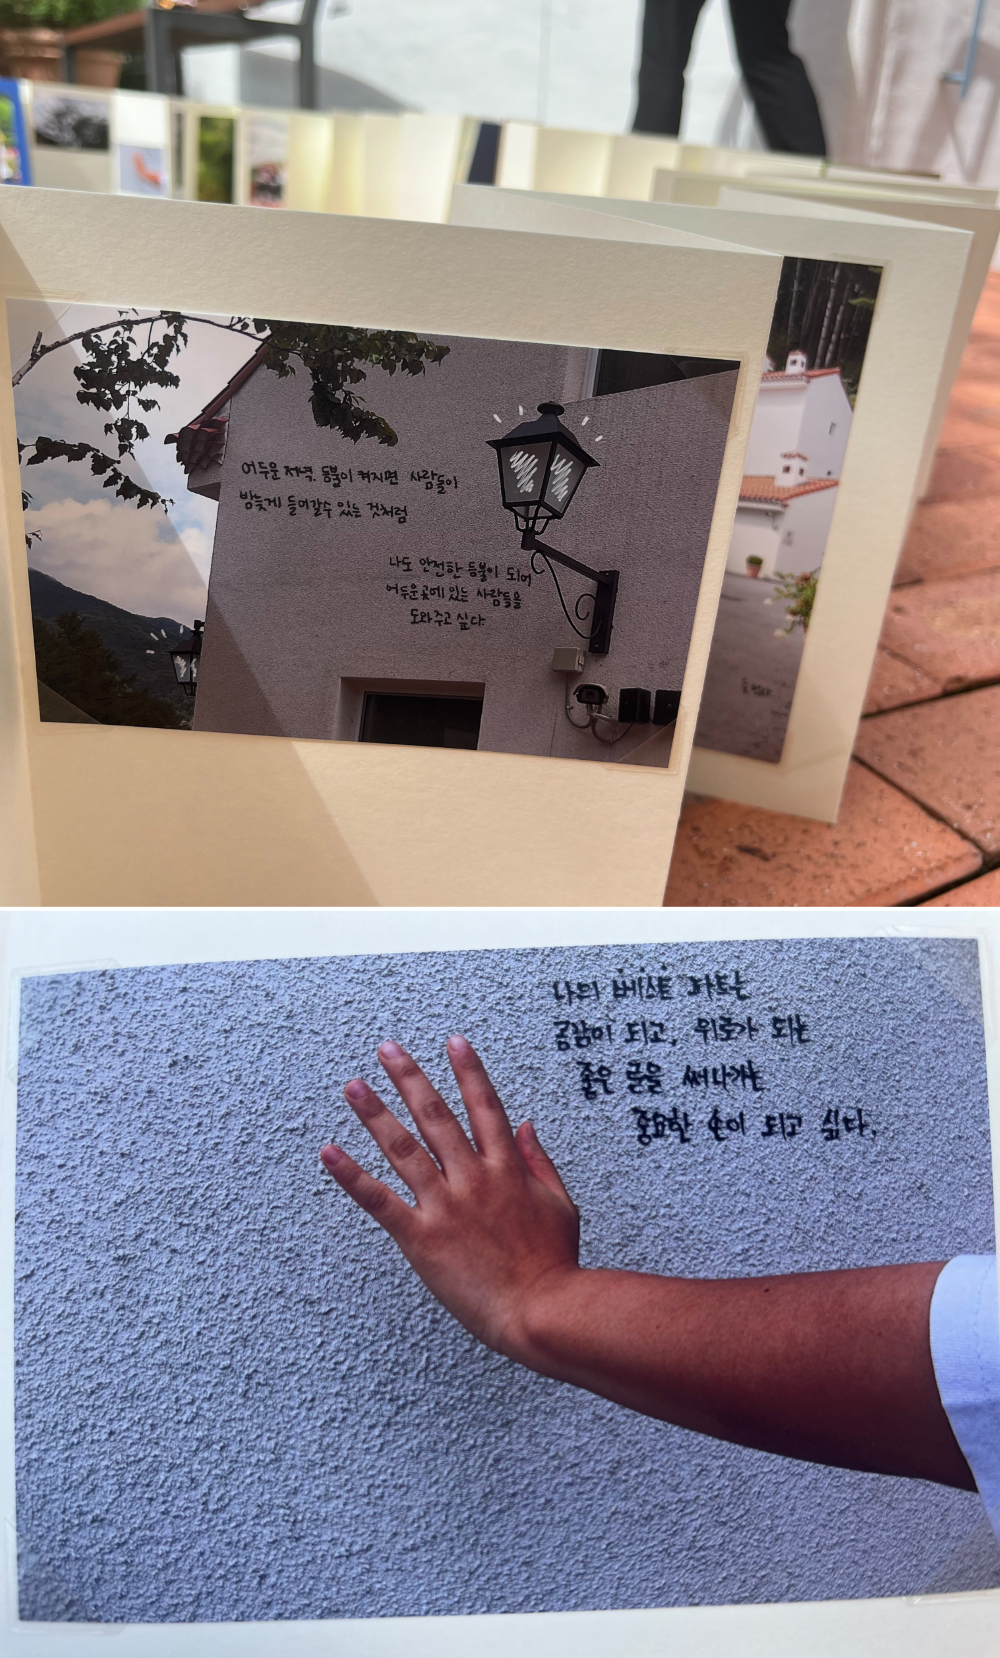 어두운 저녁, 등불이 켜지면 사람들이
밤늦게 들어갈수 있는 것처럼
나도 안전한 등불이 되어
어두운곳에 있는 사람들을
도와주고 싶다
나의 베스트 파트는
공감이 되고, 위로가 되는
좋은 글을 써나가는
중요한 손이 되고 싶다.